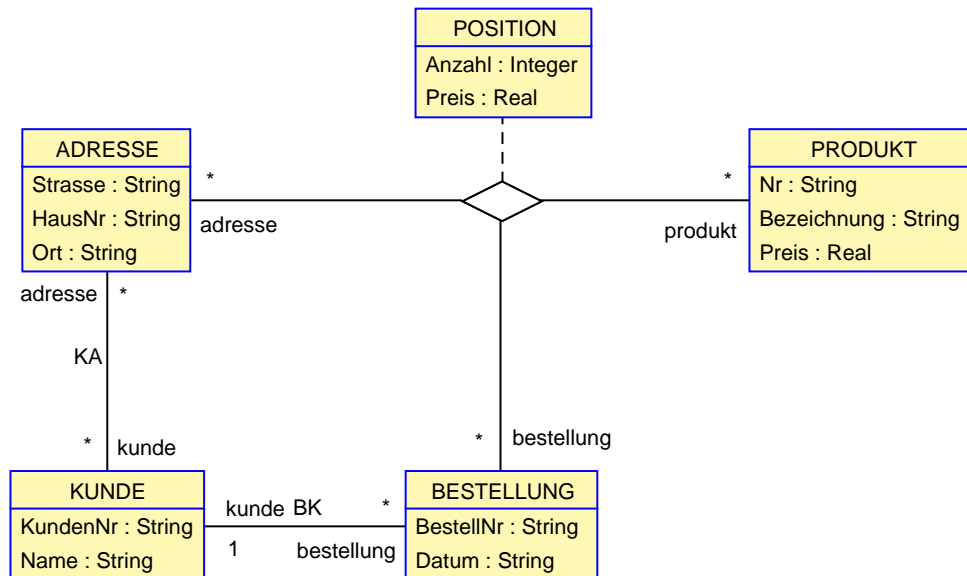 POSITION
Anzahl : Integer
Preis : Real
ADRESSE
Strasse : String
HausNr : String
Ort : String
*
adresse
*
produkt
PRODUKT
Nr : String
Bezeichnung : String
Preis : Real
adresse *
KA
* kunde
* bestellung
KUNDE
KundenNr : String
Name : String
kunde BK *
1 bestellung
BESTELLUNG
BestellNr : String
Datum : String